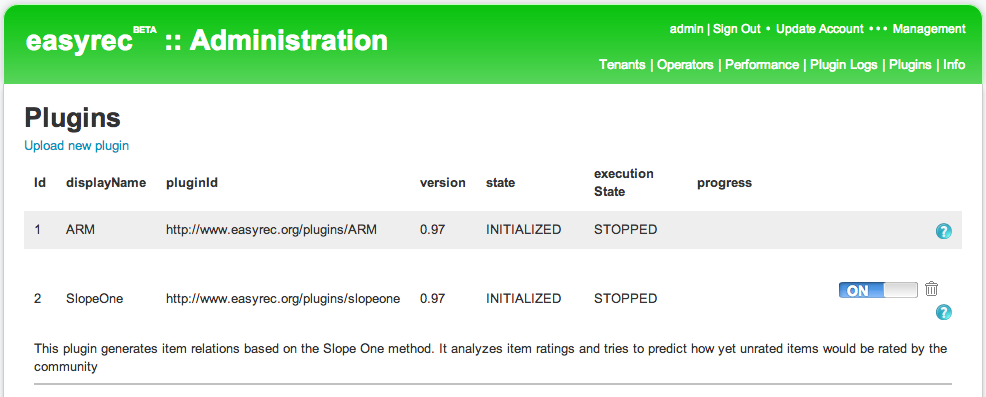 easyrec BETA :: Administration
admin | Sign Out • Update Account ••• Management
Tenants | Operators | Performance | Plugin Logs | Plugins | Info
Plugins
Upload new plugin
Id displayName pluginId version state execution State progress
1 ARM http://www.easyrec.org/plugins/ARM 0.97 INITIALIZED STOPPED ?
2 SlopeOne http://www.easyrec.org/plugins/slopeone 0.97 INITIALIZED STOPPED ON
?
This plugin generates item relations based on the Slope One method. It analyzes item ratings and tries to predict how yet unrated items would be rated by the
community